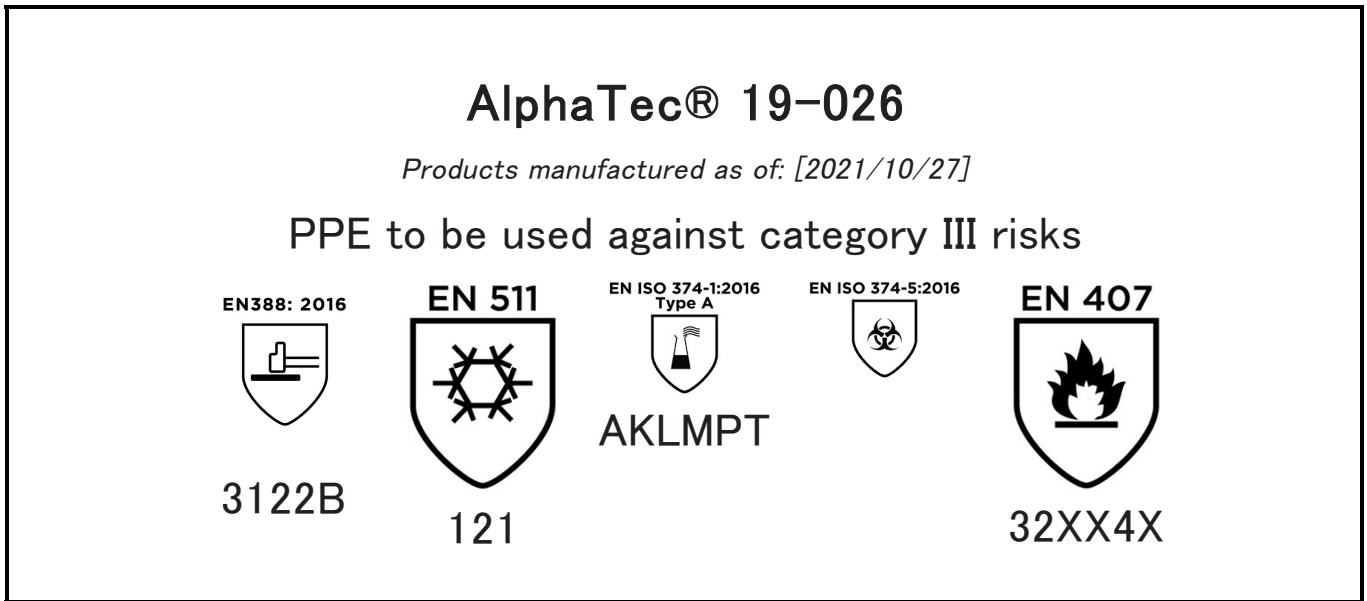 AlphaTec® 19-026
Products manufactured as of: [2021/10/27]
PPE to be used against category III risks
EN388: 2016
3122B
EN 511
121
EN ISO 374-1:2016
Type A
AKLMPT
EN ISO 374-5:2016
EN 407
32XX4X